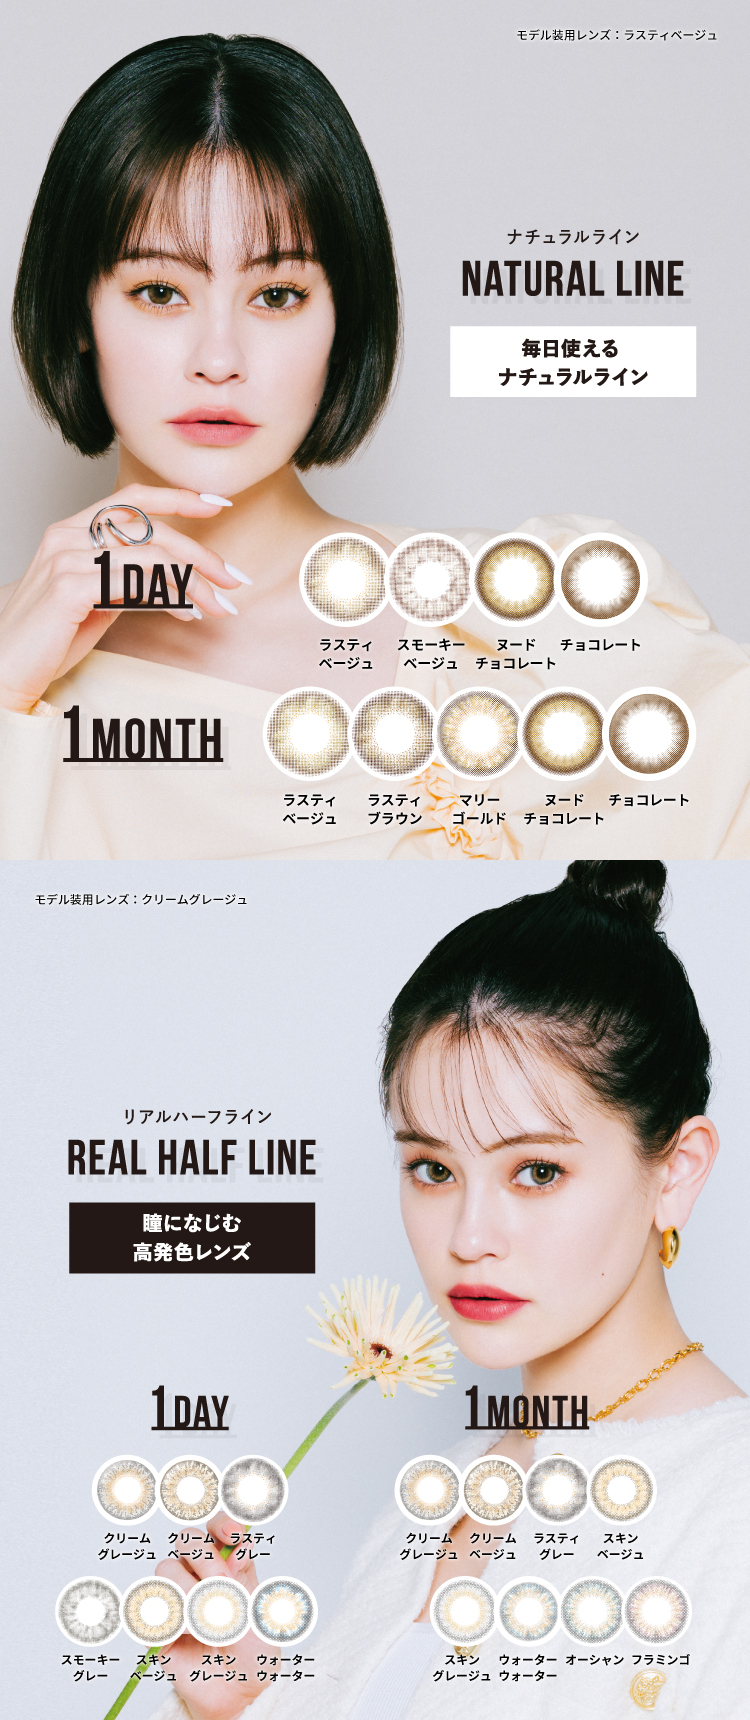 モデル装用レンズ：ラスティベージュ
ナチュラルライン
NATURAL LINE
毎日使える
ナチュラルライン
1DAY
ラスティ
ベージュ
スモーキー
ベージュ
ヌード
チョコレート
チョコレート
1MONTH
ラスティ
ベージュ
ラスティ
ブラウン
マリー
ゴールド
ヌード
チョコレート
チョコレート
モデル装用レンズ：クリームグレージュ
リアルハーフライン
REAL HALF LINE
瞳になじむ
高発色レンズ
1DAY
クリーム
グレージュ
クリーム
ベージュ
ラスティ
グレー
スモーキー
グレー
スキン
ベージュ
スキン
グレージュ
ウォーター
ウォーター
1MONTH
クリーム
グレージュ
クリーム
ベージュ
ラスティ
グレー
スキン
ベージュ
スキン
グレージュ
ウォーター
ウォーター
オーシャン
フラミンゴ